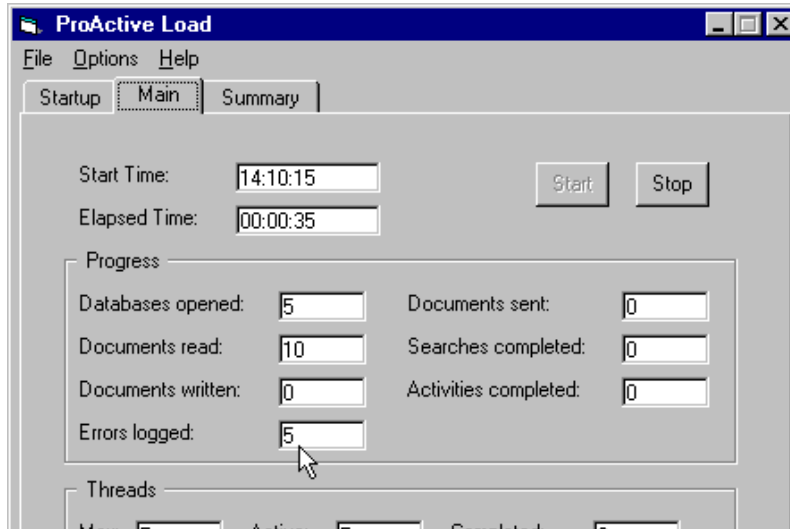 ProActive Load
File Options Help
Startup Main Summary
Start Time: 14:10:15 Start Stop
Elapsed Time: 00:00:35
Progress
Databases opened: 5 Documents sent: 0
Documents read: 10 Searches completed: 0
Documents written: 0 Activities completed: 0
Errors logged: 5
Threads